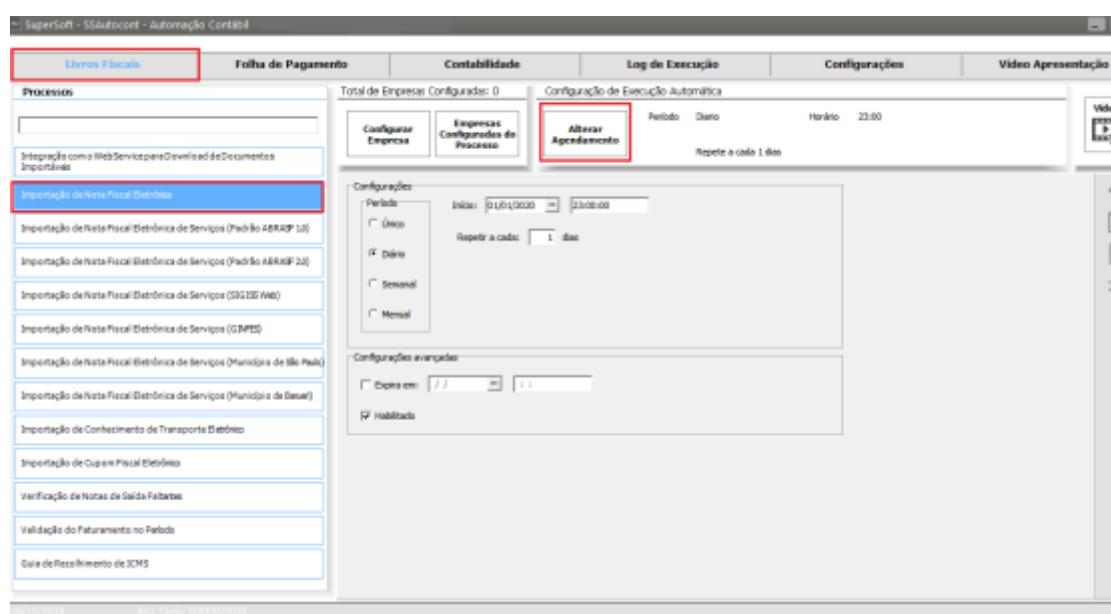 SuperSoft - SSAutocont - Automação Contábil
Livros Fiscais
Folha de Pagamento
Contabilidade
Log de Execução
Configurações
Vídeo Apresentação
Processos
Total de Empresas Configuradas: 0
Configuração de Execução Automática
Configurar
Empresa
Empresas
Configuradas do
Processo
Alterar
Agendamento
Período Diario
Horário 23:00
Repete a cada 1 dias
Integração com o WebService para Download de Documentos
Importáveis
Importação de Nota Fiscal Eletrônica
Importação de Nota Fiscal Eletrônica de Serviços (Padrão ABRASF 1.0)
Importação de Nota Fiscal Eletrônica de Serviços (Padrão ABRASF 2.0)
Importação de Nota Fiscal Eletrônica de Serviços (SIGISS Web)
Importação de Nota Fiscal Eletrônica de Serviços (GINFES)
Importação de Nota Fiscal Eletrônica de Serviços (Município de São Paulo)
Importação de Nota Fiscal Eletrônica de Serviços (Município de Barueri)
Importação de Conhecimento de Transporte Eletrônico
Importação de Cupom Fiscal Eletrônico
Verificação de Notas de Saída Faltantes
Validação do Faturamento no Período
Guia de Recolhimento de ICMS
Configurações
Período
Único
Diário
Semanal
Mensal
Início: 01/01/2020 23:00:00
Repetir a cada: 1 dias
Configurações avançadas
Expira em: / / : :
Habilitado